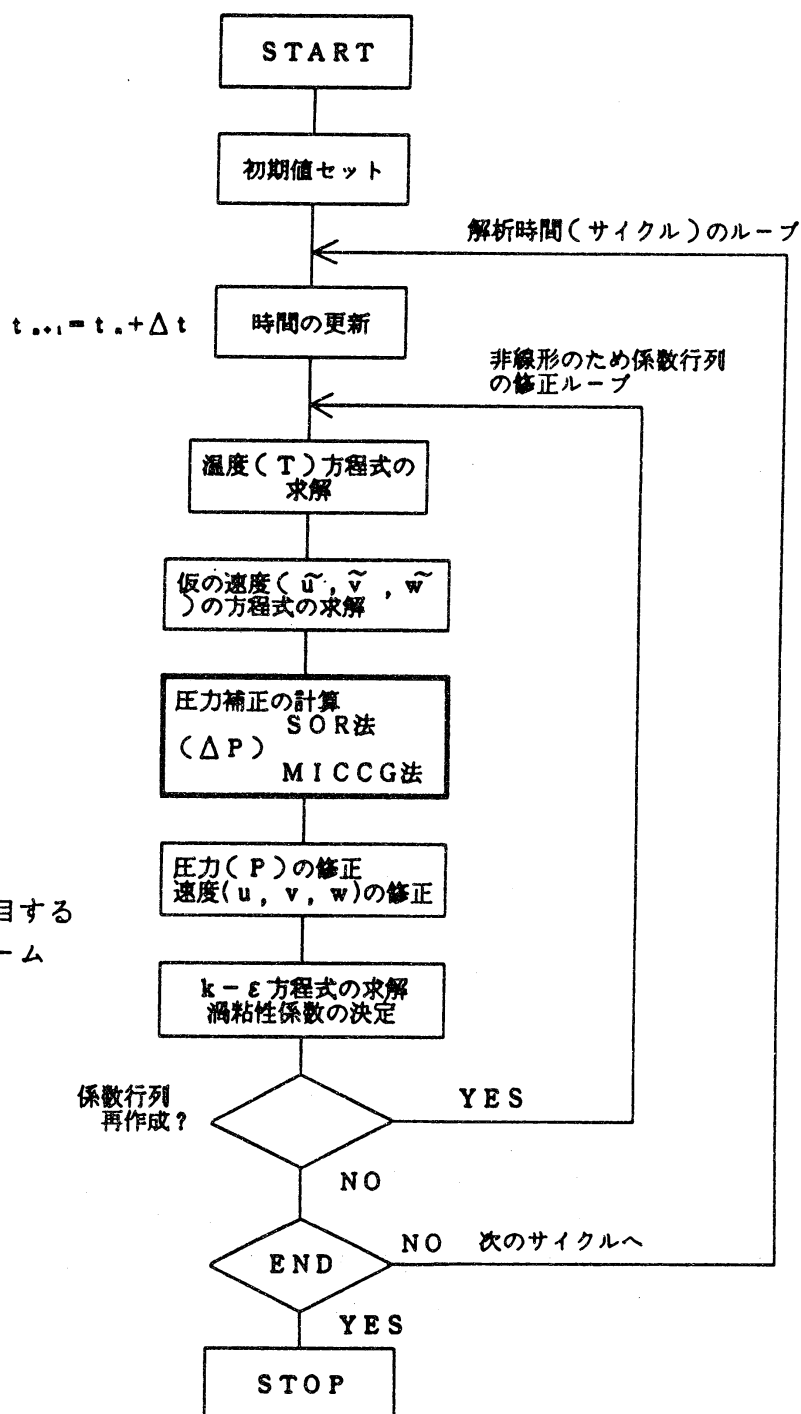 START
初期値セット
解析時間(サイクル)のループ
tₙ₊₁=tₙ+Δt
時間の更新
非線形のため係数行列
の修正ループ
温度(T)方程式の
求解
仮の速度(ũ,ṽ,w̃
)の方程式の求解
圧力補正の計算
SOR法
(ΔP)
MICCG法
圧力(P)の修正
速度(u,v,w)の修正
目する
ーム
k-ε方程式の求解
渦粘性係数の決定
係数行列
再作成?
YES
NO
END
NO 次のサイクルへ
YES
STOP